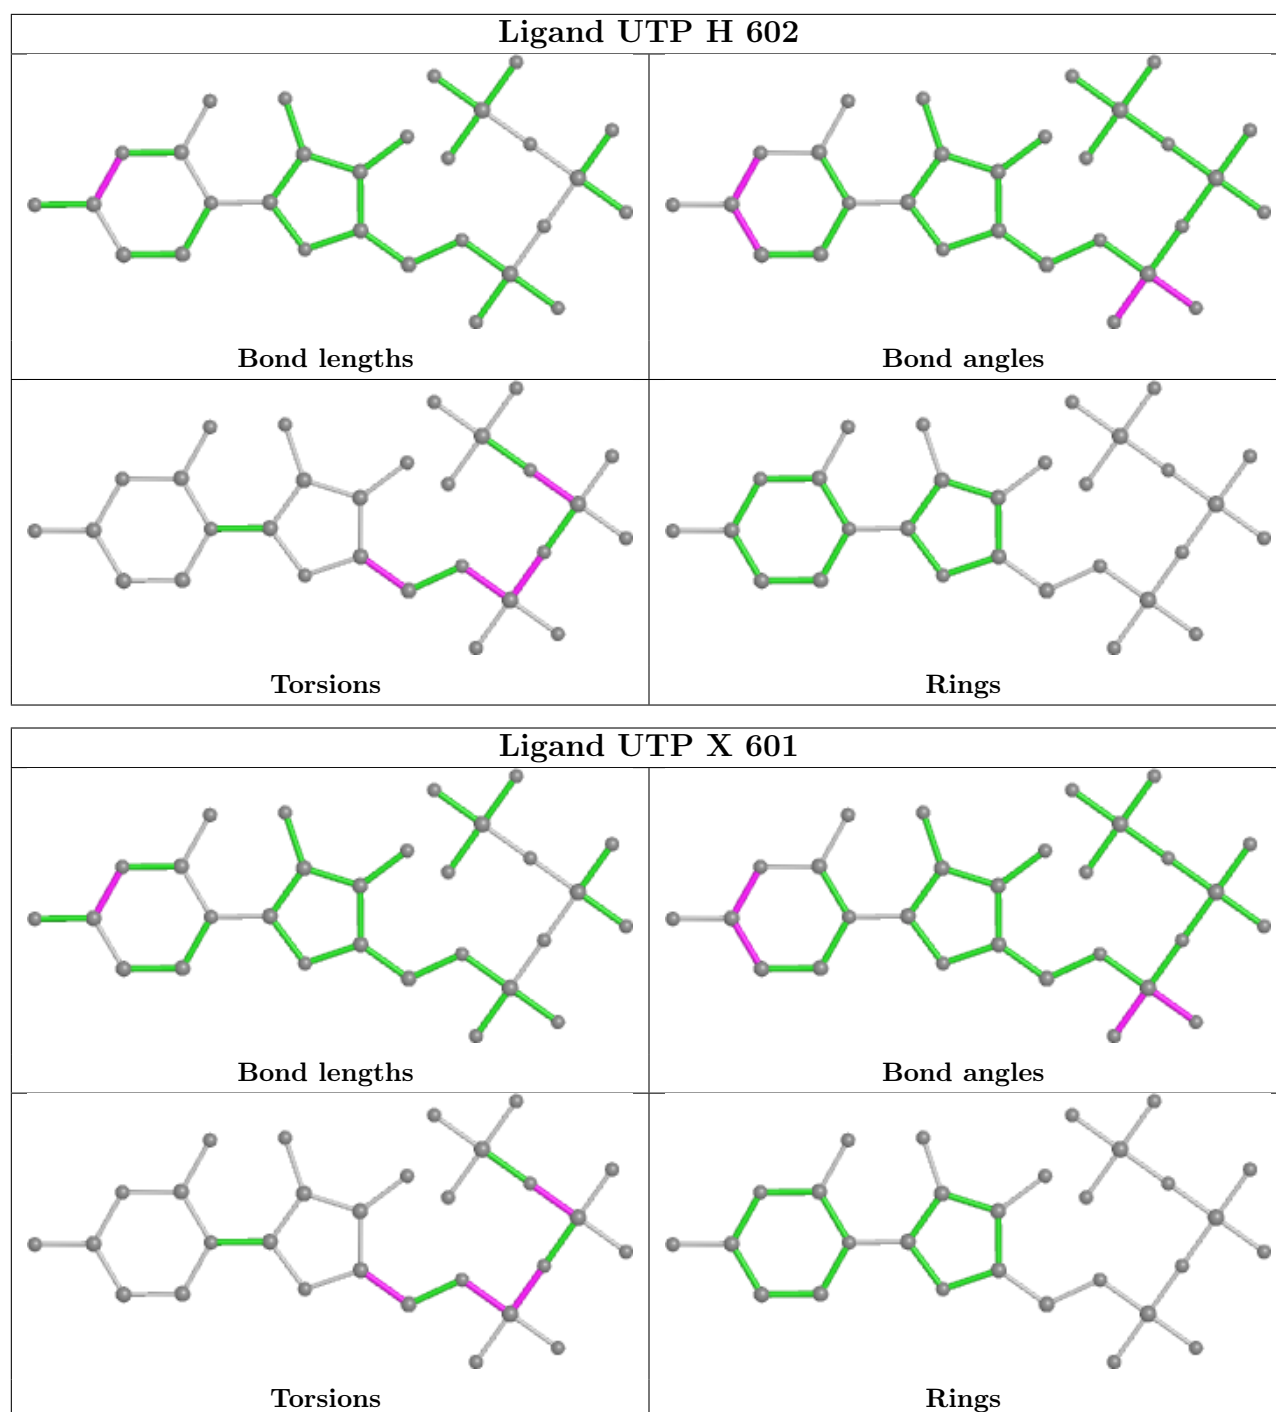 Ligand UTP H 602
Bond lengths
Bond angles
Torsions
Rings
Ligand UTP X 601
Bond lengths
Bond angles
Torsions
Rings